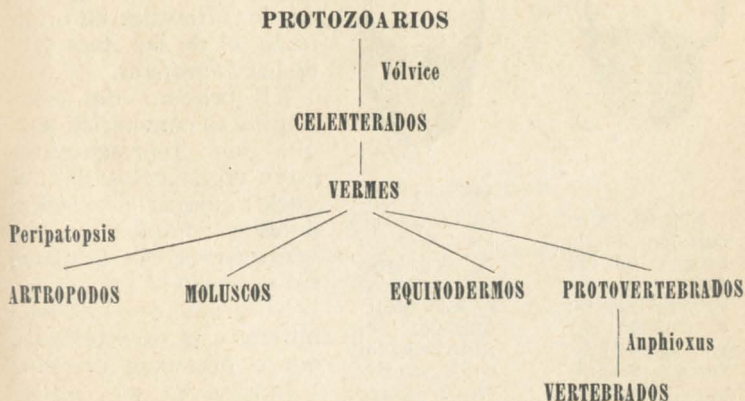 PROTOZOARIOS
Vólvice
CELENTERADOS
VERMES
Peripatopsis
ARTROPODOS MOLUSCOS EQUINODERMOS PROTOVERTEBRADOS
Anphioxus
VERTEBRADOS